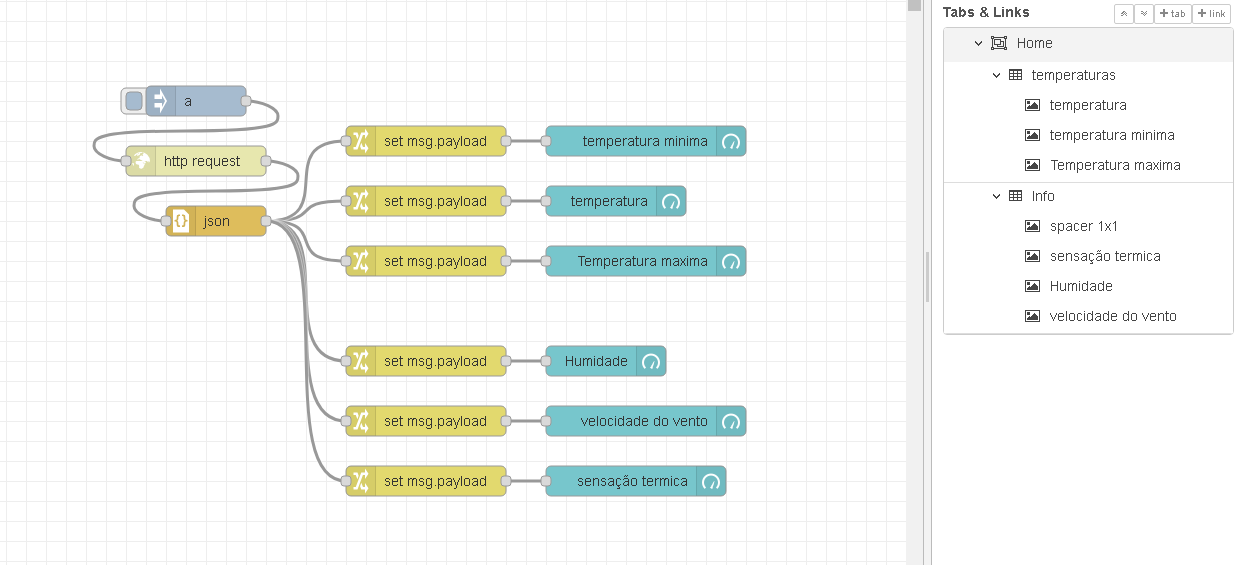 a
http request
json
set msg.payload
temperatura minima
set msg.payload
temperatura
set msg.payload
Temperatura maxima
set msg.payload
Humidade
set msg.payload
velocidade do vento
set msg.payload
sensação termica
Tabs & Links
+ tab
+ link
Home
temperaturas
temperatura
temperatura minima
Temperatura maxima
Info
spacer 1x1
sensação termica
Humidade
velocidade do vento